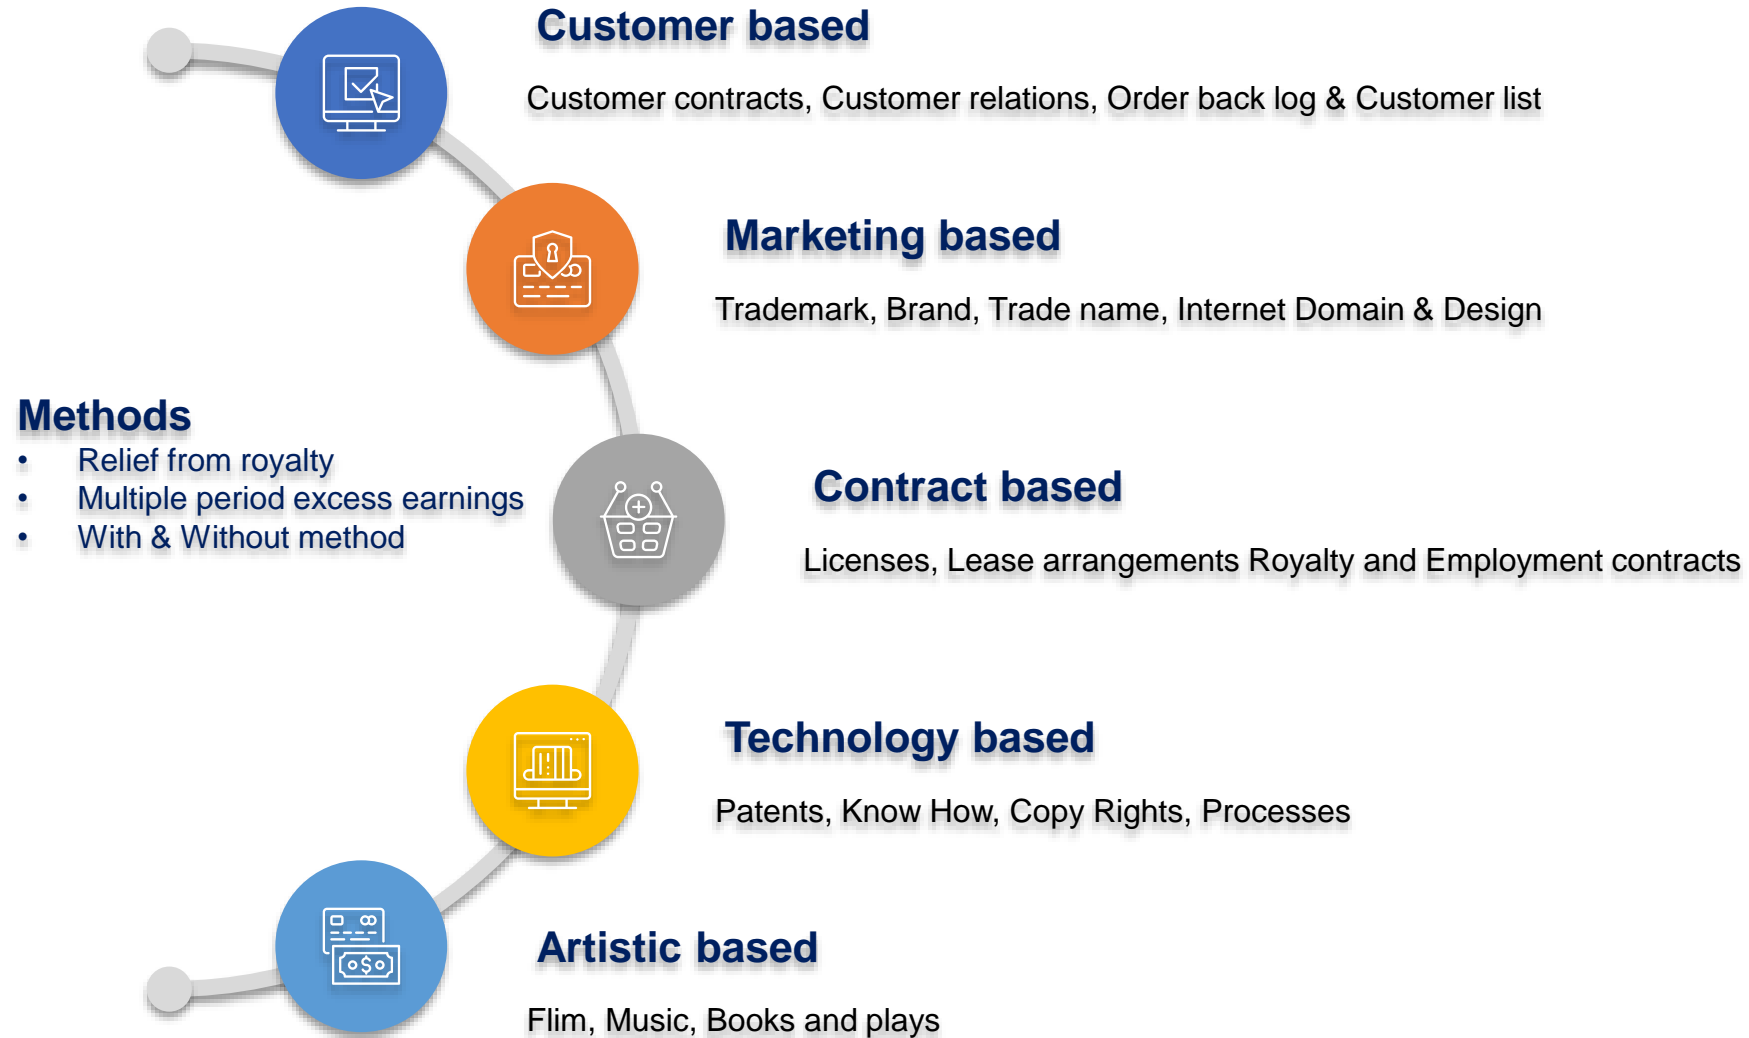 Customer based
Customer contracts, Customer relations, Order back log & Customer list
Marketing based
Trademark, Brand, Trade name, Internet Domain & Design
Methods
• Relief from royalty
• Multiple period excess earnings
• With & Without method
Contract based
Licenses, Lease arrangements Royalty and Employment contracts
Technology based
Patents, Know How, Copy Rights, Processes
Artistic based
Flim, Music, Books and plays